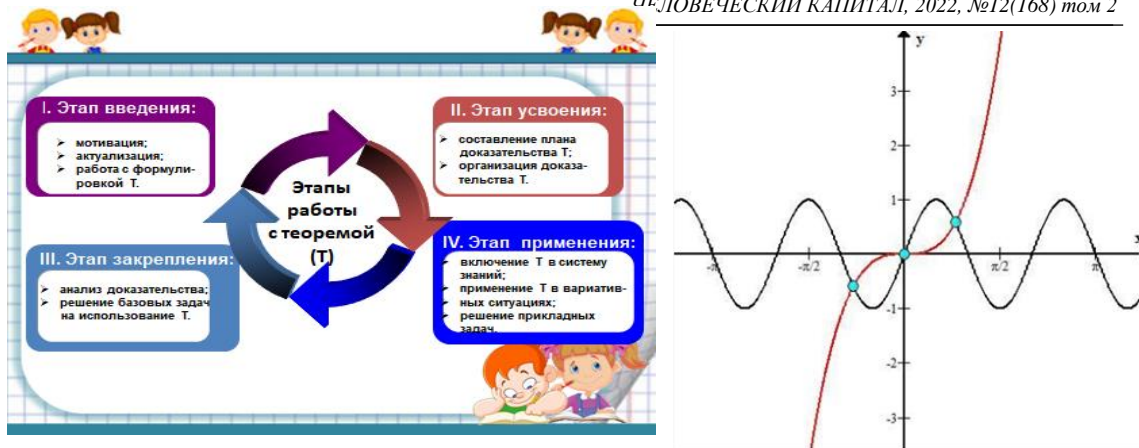 ЧЕЛОВЕЧЕСКИЙ КАПИТАЛ, 2022, №12(168) том 2
I. Этап введения:
➢ мотивация;
➢ актуализация;
➢ работа с формули-
ровкой Т.
II. Этап усвоения:
➢ составление плана
доказательства Т;
➢ организация доказа-
тельства Т.
Этапы
работы
с теоремой
(Т)
III. Этап закрепления:
➢ анализ доказательства;
➢ решение базовых задач
на использование Т.
IV. Этап применения:
➢ включение Т в систему
знаний;
➢ применение Т в вариатив-
➢ ных ситуациях;
➢ решение прикладных
задач.
y
3
2
1
-π
-π/2
π/2
π
x
-1
-2
-3